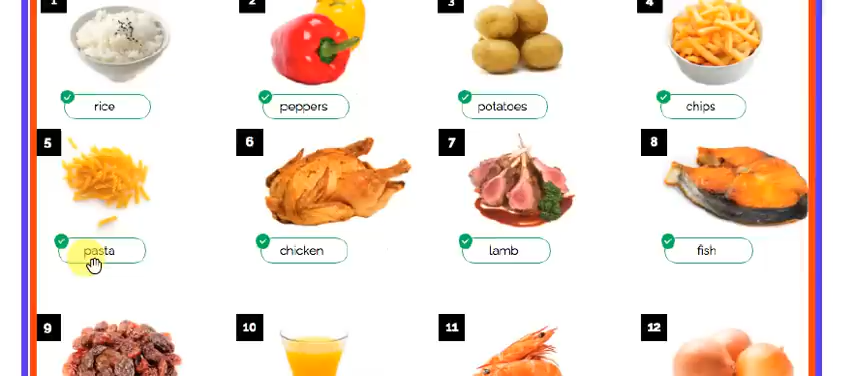 1 2 3 4
rice peppers potatoes chips
5 6 7 8
pasta chicken lamb fish
9 10 11 12